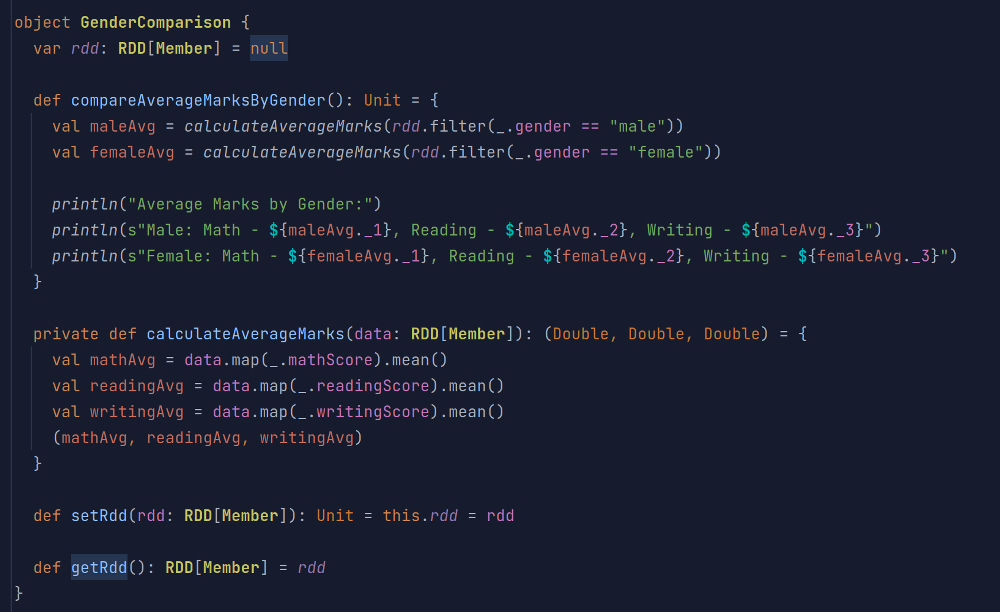 object GenderComparison {
  var rdd: RDD[Member] = null
  def compareAverageMarksByGender(): Unit = {
    val maleAvg = calculateAverageMarks(rdd.filter(_.gender == "male"))
    val femaleAvg = calculateAverageMarks(rdd.filter(_.gender == "female"))
    println("Average Marks by Gender:")
    println(s"Male: Math - ${maleAvg._1}, Reading - ${maleAvg._2}, Writing - ${maleAvg._3}")
    println(s"Female: Math - ${femaleAvg._1}, Reading - ${femaleAvg._2}, Writing - ${femaleAvg._3}")
  }
  private def calculateAverageMarks(data: RDD[Member]): (Double, Double, Double) = {
    val mathAvg = data.map(_.mathScore).mean()
    val readingAvg = data.map(_.readingScore).mean()
    val writingAvg = data.map(_.writingScore).mean()
    (mathAvg, readingAvg, writingAvg)
  }
  def setRdd(rdd: RDD[Member]): Unit = this.rdd = rdd
  def getRdd(): RDD[Member] = rdd
}